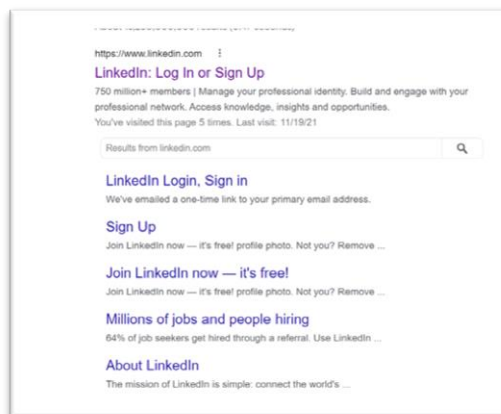 https://www.linkedin.com
LinkedIn: Log In or Sign Up
750 million+ members | Manage your professional identity. Build and engage with your
professional network. Access knowledge, insights and opportunities.
You've visited this page 5 times. Last visit: 11/19/21
Results from linkedin.com
LinkedIn Login, Sign in
We've emailed a one-time link to your primary email address.
Sign Up
Join LinkedIn now — it's free! profile photo. Not you? Remove ...
Join LinkedIn now — it's free!
Join LinkedIn now — it's free! profile photo. Not you? Remove ...
Millions of jobs and people hiring
64% of job seekers get hired through a referral. Use LinkedIn ...
About LinkedIn
The mission of LinkedIn is simple: connect the world's ...